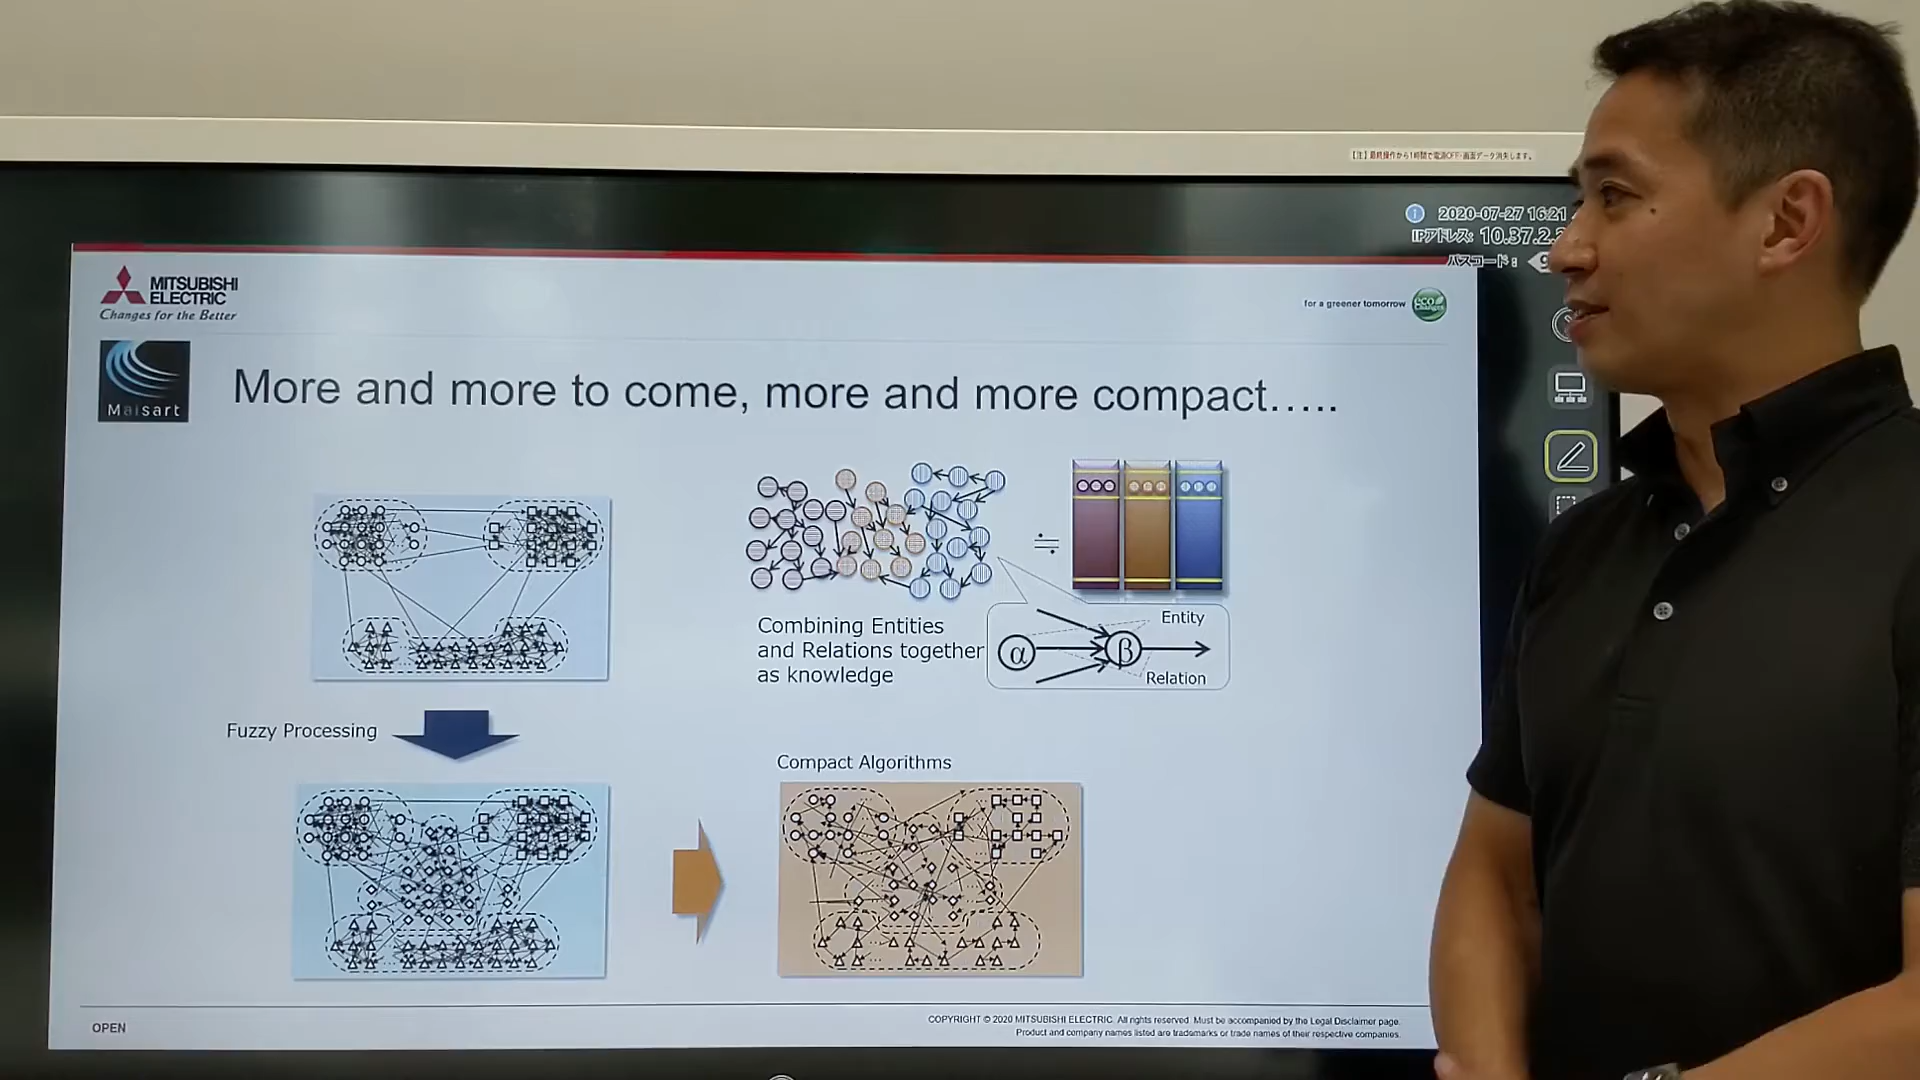 【注】最終操作から1時間で電源OFF・画面データ消失します。
2020-07-27 16:21
IPアドレス: 10.37.2.
パスコード: 9
MITSUBISHI
ELECTRIC
Changes for the Better
for a greener tomorrow
eco
Changes
Maisart
More and more to come, more and more compact.....
≒
Combining Entities
and Relations together
as knowledge
Entity
α
β
Relation
Fuzzy Processing
Compact Algorithms
OPEN
COPYRIGHT © 2020 MITSUBISHI ELECTRIC. All rights reserved. Must be accompanied by the Legal Disclaimer page.
Product and company names listed are trademarks or trade names of their respective companies.